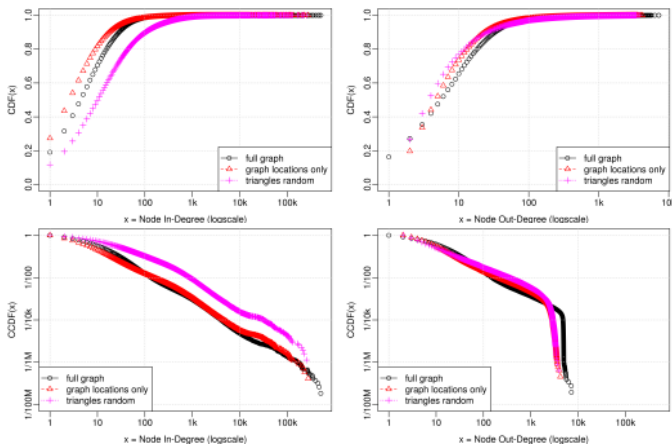 CDF(x)
1.0
0.8
0.6
0.4
0.2
0.0
full graph
graph locations only
triangles random
1 10 100 1000 10k 100k
x = Node In-Degree (logscale)
CDF(x)
1.0
0.8
0.6
0.4
0.2
0.0
full graph
graph locations only
triangles random
1 10 100 1000 10k 100k
x = Node Out-Degree (logscale)
CCDF(x)
1
1/100
1/10k
1/1M
1/100M
full graph
graph locations only
triangles random
1 10 100 1000 10k 100k
x = Node In-Degree (logscale)
CCDF(x)
1
1/100
1/10k
1/1M
1/100M
full graph
graph locations only
triangles random
1 10 100 1000 10k 100k
x = Node Out-Degree (logscale)